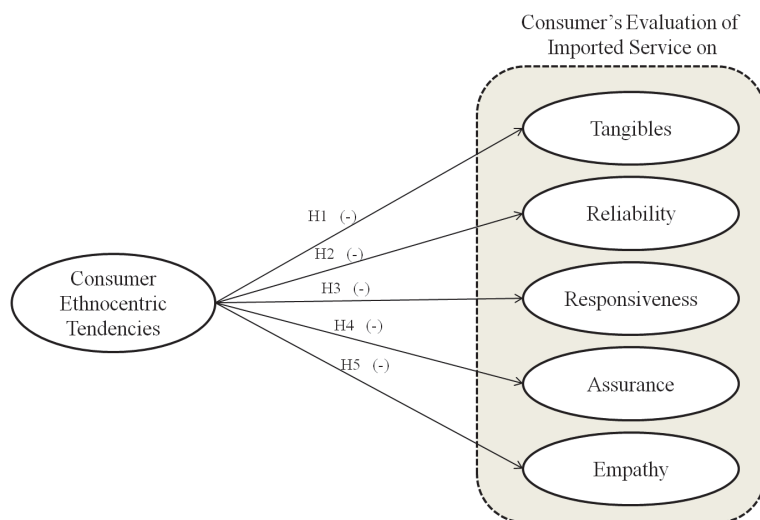 Consumer's Evaluation of
Imported Service on
Tangibles
H1 (-)
Reliability
H2 (-)
Consumer
Ethnocentric
Tendencies
H3 (-)
Responsiveness
H4 (-)
H5 (-)
Assurance
Empathy